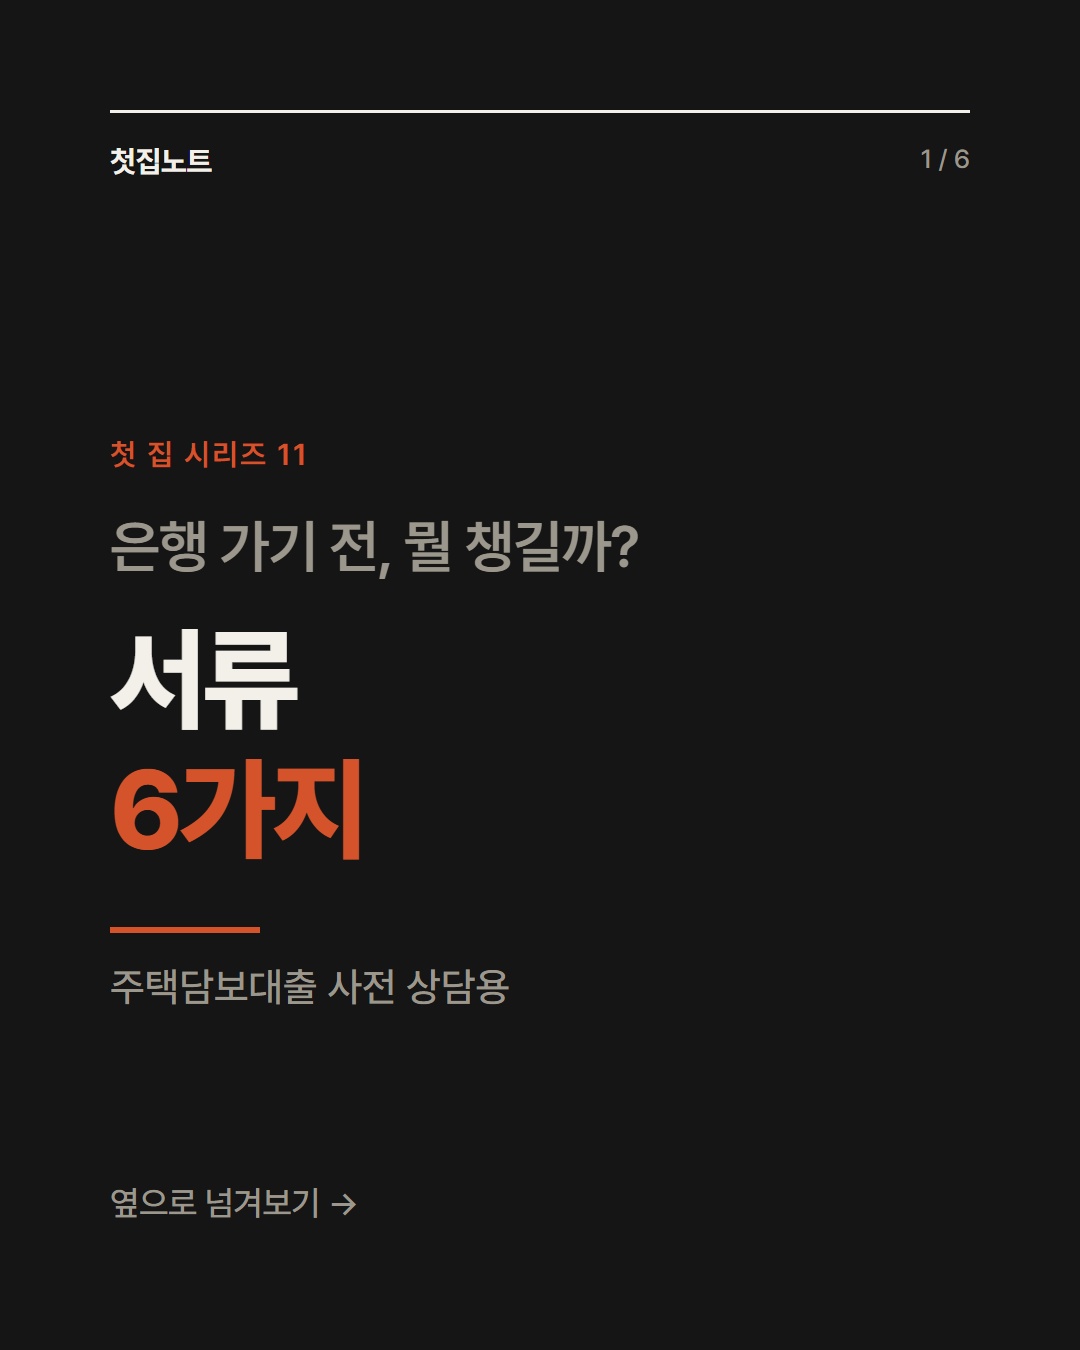 첫집노트
1 / 6
첫 집 시리즈 11
은행 가기 전, 뭘 챙길까?
서류
6가지
주택담보대출 사전 상담용
옆으로 넘겨보기 →